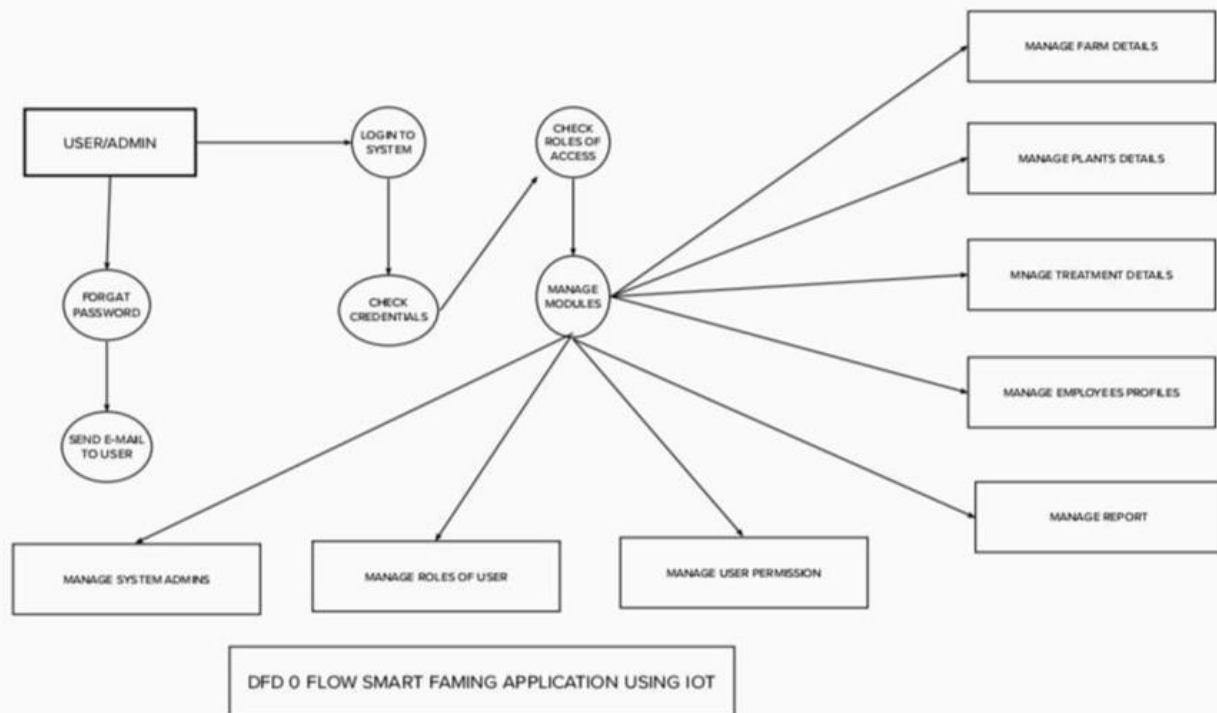 MANAGE FARM DETAILS
USER/ADMIN
LOGIN TO
SYSTEM
CHECK
ROLES OF
ACCESS
MANAGE PLANTS DETAILS
FORGAT
PASSWORD
CHECK
CREDENTIALS
MANAGE
MODULES
MNAGE TREATMENT DETAILS
MANAGE EMPLOYEES PROFILES
SEND E-MAIL
TO USER
MANAGE REPORT
MANAGE SYSTEM ADMINS
MANAGE ROLES OF USER
MANAGE USER PERMISSION
DFD 0 FLOW SMART FAMING APPLICATION USING IOT